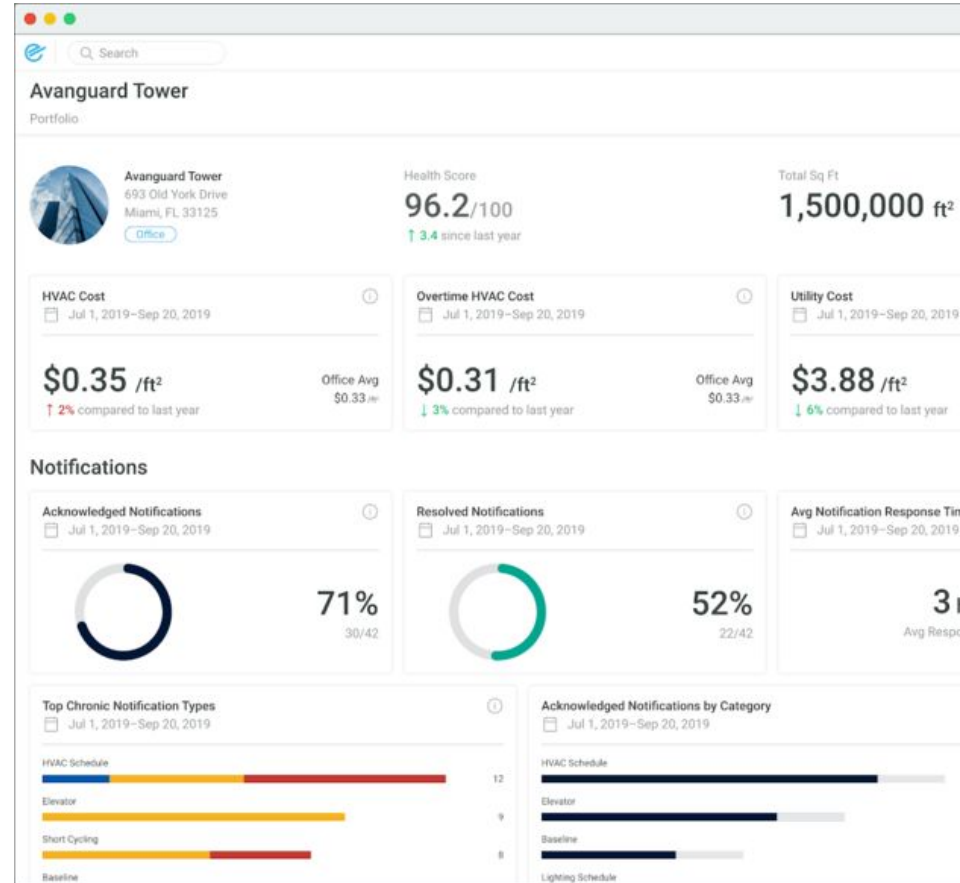 Search
Avanguard Tower
Portfolio
Avanguard Tower
693 Old York Drive
Miami, FL 33125
Office
Health Score
96.2/100
↑ 3.4 since last year
Total Sq Ft
1,500,000 ft²
HVAC Cost
Jul 1, 2019–Sep 20, 2019
$0.35 /ft²
↑ 2% compared to last year
Office Avg
$0.33 /ft²
Overtime HVAC Cost
Jul 1, 2019–Sep 20, 2019
$0.31 /ft²
↓ 3% compared to last year
Office Avg
$0.33 /ft²
Utility Cost
Jul 1, 2019–Sep 20, 2019
$3.88 /ft²
↓ 6% compared to last year
Notifications
Acknowledged Notifications
Jul 1, 2019–Sep 20, 2019
71%
30/42
Resolved Notifications
Jul 1, 2019–Sep 20, 2019
52%
22/42
Avg Notification Response
Jul 1, 2019–Sep 20, 2019
3
Avg
Top Chronic Notification Types
Jul 1, 2019–Sep 20, 2019
HVAC Schedule
12
Elevator
9
Short Cycling
8
Baseline
Acknowledged Notifications by Category
Jul 1, 2019–Sep 20, 2019
HVAC Schedule
Elevator
Baseline
Lighting Schedule